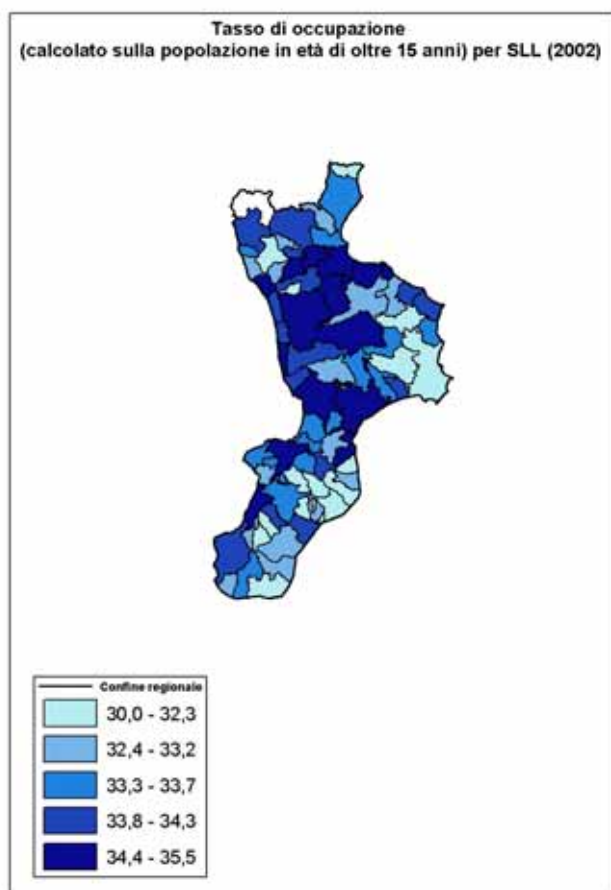 Tasso di occupazione
(calcolato sulla popolazione in età di oltre 15 anni) per SLL (2002)
Confine regionale
30,0 - 32,3
32,4 - 33,2
33,3 - 33,7
33,8 - 34,3
34,4 - 35,5